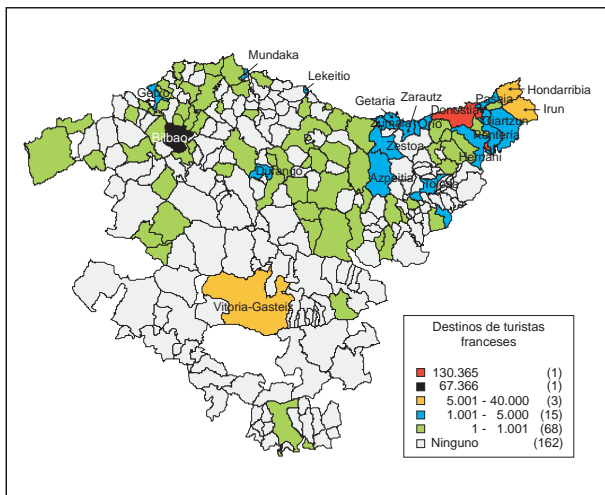 Mundaka
Lekeitio
Hondarribia
Getaria
Zarautz
Pasaia
Getxo
Donostia
Irun
Zumaia
Orio
Oiartzun
Bilbao
Zestoa
Renteria
Hernani
Durango
Azpeitia
Tolosa
Vitoria-Gasteiz
Destinos de turistas
franceses
130.365 (1)
67.366 (1)
5.001 - 40.000 (3)
1.001 - 5.000 (15)
1 - 1.001 (68)
Ninguno (162)